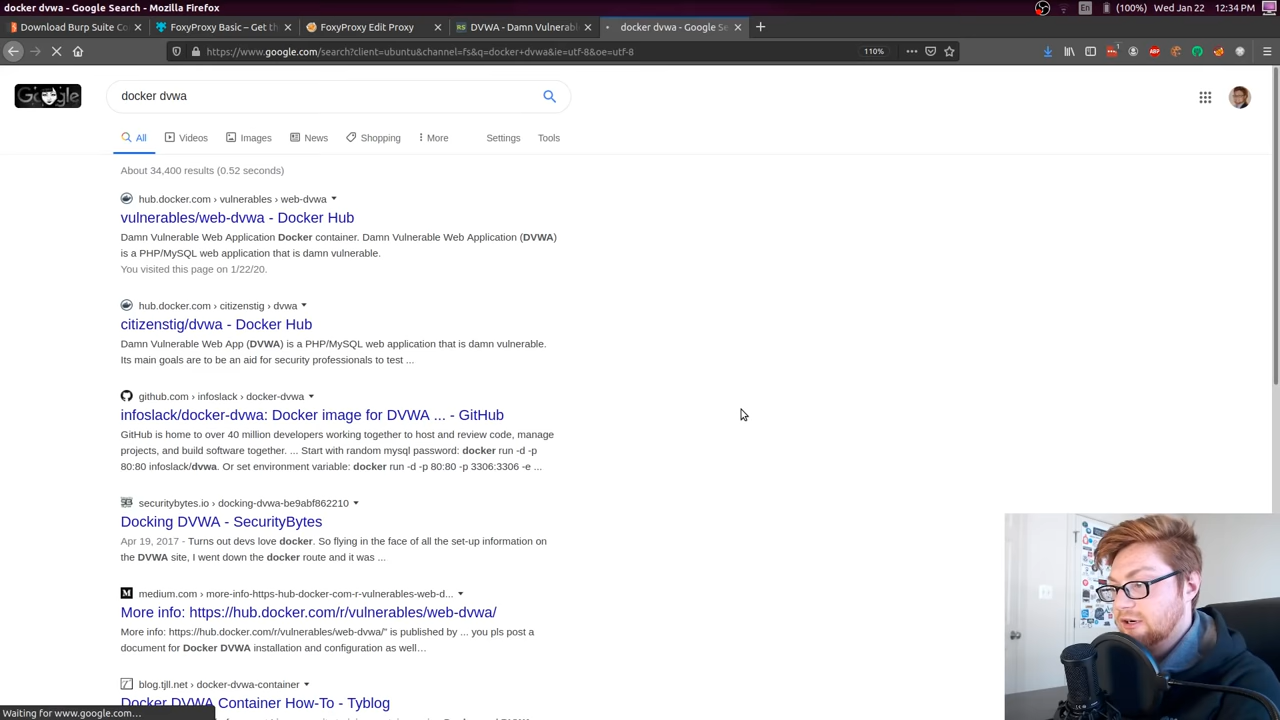 docker dvwa - Google Search - Mozilla Firefox
En
(100%) Wed Jan 22 12:34 PM
Download Burp Suite Co
FoxyProxy Basic – Get th
FoxyProxy Edit Proxy
DVWA - Damn Vulnerabl
docker dvwa - Google Se
https://www.google.com/search?client=ubuntu&channel=fs&q=docker+dvwa&ie=utf-8&oe=utf-8
110%
Google
docker dvwa
All
Videos
Images
News
Shopping
More
Settings
Tools
About 34,400 results (0.52 seconds)
hub.docker.com › vulnerables › web-dvwa
vulnerables/web-dvwa - Docker Hub
Damn Vulnerable Web Application Docker container. Damn Vulnerable Web Application (DVWA)
is a PHP/MySQL web application that is damn vulnerable.
You visited this page on 1/22/20.
hub.docker.com › citizenstig › dvwa
citizenstig/dvwa - Docker Hub
Damn Vulnerable Web App (DVWA) is a PHP/MySQL web application that is damn vulnerable.
Its main goals are to be an aid for security professionals to test ...
github.com › infoslack › docker-dvwa
infoslack/docker-dvwa: Docker image for DVWA ... - GitHub
GitHub is home to over 40 million developers working together to host and review code, manage
projects, and build software together. ... Start with random mysql password: docker run -d -p
80:80 infoslack/dvwa. Or set environment variable: docker run -d -p 80:80 -p 3306:3306 -e ...
securitybytes.io › docking-dvwa-be9abf862210
Docking DVWA - SecurityBytes
Apr 19, 2017 - Turns out devs love docker. So flying in the face of all the set-up information on
the DVWA site, I went down the docker route and it was ...
medium.com › more-info-https-hub-docker-com-r-vulnerables-web-d...
More info: https://hub.docker.com/r/vulnerables/web-dvwa/
More info: https://hub.docker.com/r/vulnerables/web-dvwa/" is published by ... you pls post a
document for Docker DVWA installation and configuration as well…
blog.tjll.net › docker-dvwa-container
Docker DVWA Container How-To - Tyblog
Waiting for www.google.com…